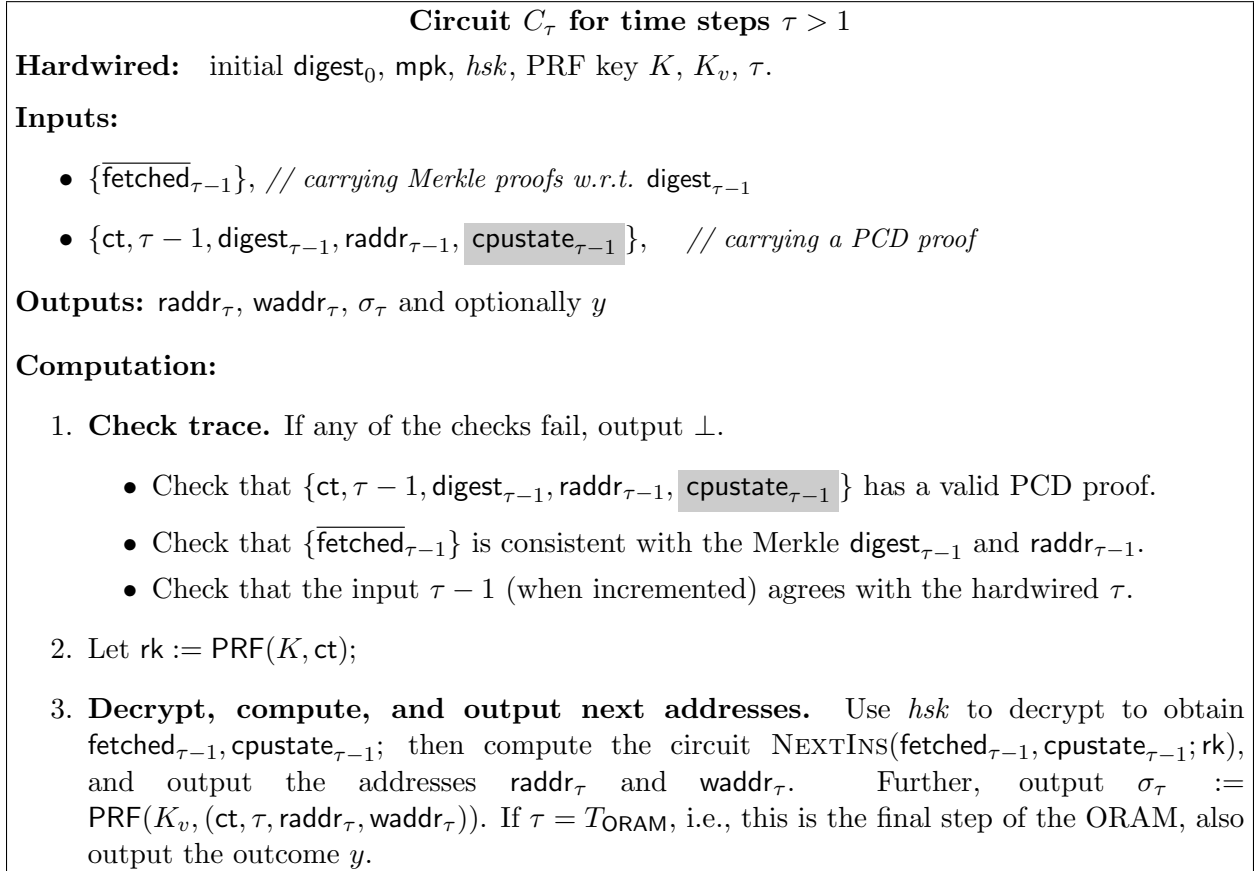 Circuit C_τ for time steps τ > 1
Hardwired: initial digest₀, mpk, hsk, PRF key K, K_v, τ.
Inputs:
• {\overline{fetched}_{τ−1}}, // carrying Merkle proofs w.r.t. digest_{τ−1}
• {ct, τ − 1, digest_{τ−1}, raddr_{τ−1}, cpustate_{τ−1}}, // carrying a PCD proof
Outputs: raddr_τ, waddr_τ, σ_τ and optionally y
Computation:
1. Check trace. If any of the checks fail, output ⊥.
• Check that {ct, τ − 1, digest_{τ−1}, raddr_{τ−1}, cpustate_{τ−1}} has a valid PCD proof.
• Check that {\overline{fetched}_{τ−1}} is consistent with the Merkle digest_{τ−1} and raddr_{τ−1}.
• Check that the input τ − 1 (when incremented) agrees with the hardwired τ.
2. Let rk := PRF(K, ct);
3. Decrypt, compute, and output next addresses. Use hsk to decrypt to obtain
fetched_{τ−1}, cpustate_{τ−1}; then compute the circuit NEXTINS(fetched_{τ−1}, cpustate_{τ−1}; rk),
and output the addresses raddr_τ and waddr_τ. Further, output σ_τ :=
PRF(K_v, (ct, τ, raddr_τ, waddr_τ)). If τ = T_{ORAM}, i.e., this is the final step of the ORAM, also
output the outcome y.